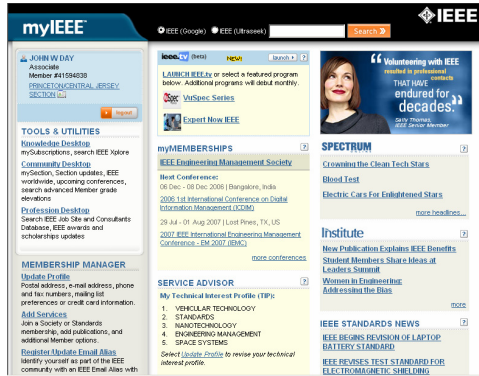 myIEEE
IEEE (Google) IEEE (Ultraseek) Search
IEEE
JOHN W DAY
Associate
Member #41594838
PRINCETON/CENTRAL JERSEY
SECTION
logout
TOOLS & UTILITIES
Knowledge Desktop
mySubscriptions, search IEEE Xplore
Community Desktop
mySection, Section updates, IEEE
worldwide, upcoming conferences,
search advanced Member grade
elevations
Profession Desktop
Search IEEE Job Site and Consultants
Database, IEEE awards and
scholarships updates
MEMBERSHIP MANAGER
Update Profile
Postal address, e-mail address, phone
and fax numbers, mailing list
preferences or credit card information.
Add Services
Join a Society or Standards
membership, add publications, and
additional Member options.
Register/Update Email Alias
Identify yourself as part of the IEEE
community with an IEEE Email Alias with
ieee.tv (beta) NEW! launch ?
LAUNCH IEEE.tv or select a featured program
below. Additional programs will debut monthly.
VuSpec Series
Expert Now IEEE
myMEMBERSHIPS ?
IEEE Engineering Management Society
Next Conference:
06 Dec - 08 Dec 2006 | Bangalore, India
2006 1st International Conference on Digital
Information Management (ICDIM)
29 Jul - 01 Aug 2007 | Lost Pines, TX, US
2007 IEEE International Engineering Management
Conference - EM 2007 (IEMC)
more conferences
SERVICE ADVISOR ?
My Technical Interest Profile (TIP):
1. VEHICULAR TECHNOLOGY
2. STANDARDS
3. NANOTECHNOLOGY
4. ENGINEERING MANAGEMENT
5. SPACE SYSTEMS
Select Update Profile to revise your technical
interest profile.
“Volunteering with IEEE
resulted in professional
contacts
THAT HAVE
endured for
decades.”
Sally Thomas,
IEEE Senior Member
SPECTRUM ?
Crowning the Clean Tech Stars
Blood Test
Electric Cars For Enlightened Stars
more headlines...
Institute ?
New Publication Explains IEEE Benefits
Student Members Share Ideas at
Leaders Summit
Women in Engineering:
Addressing the Bias
more
IEEE STANDARDS NEWS ?
IEEE BEGINS REVISION OF LAPTOP
BATTERY STANDARD
IEEE REVISES TEST STANDARD FOR
ELECTROMAGNETIC SHIELDING